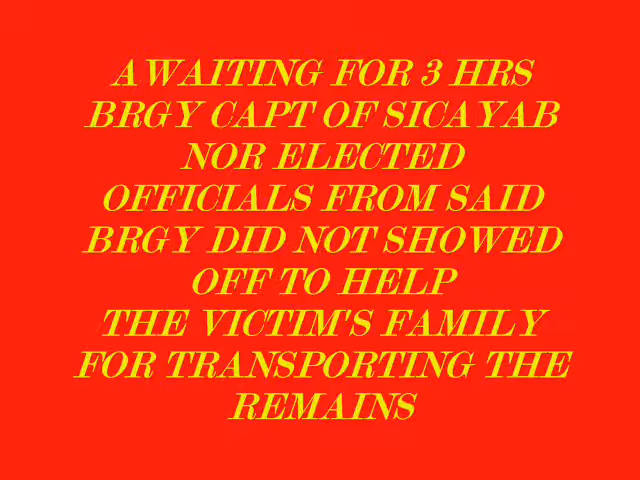 AWAITING FOR 3 HRS
BRGY CAPT OF SICAYAB
NOR ELECTED
OFFICIALS FROM SAID
BRGY DID NOT SHOWED
OFF TO HELP
THE VICTIM'S FAMILY
FOR TRANSPORTING THE
REMAINS